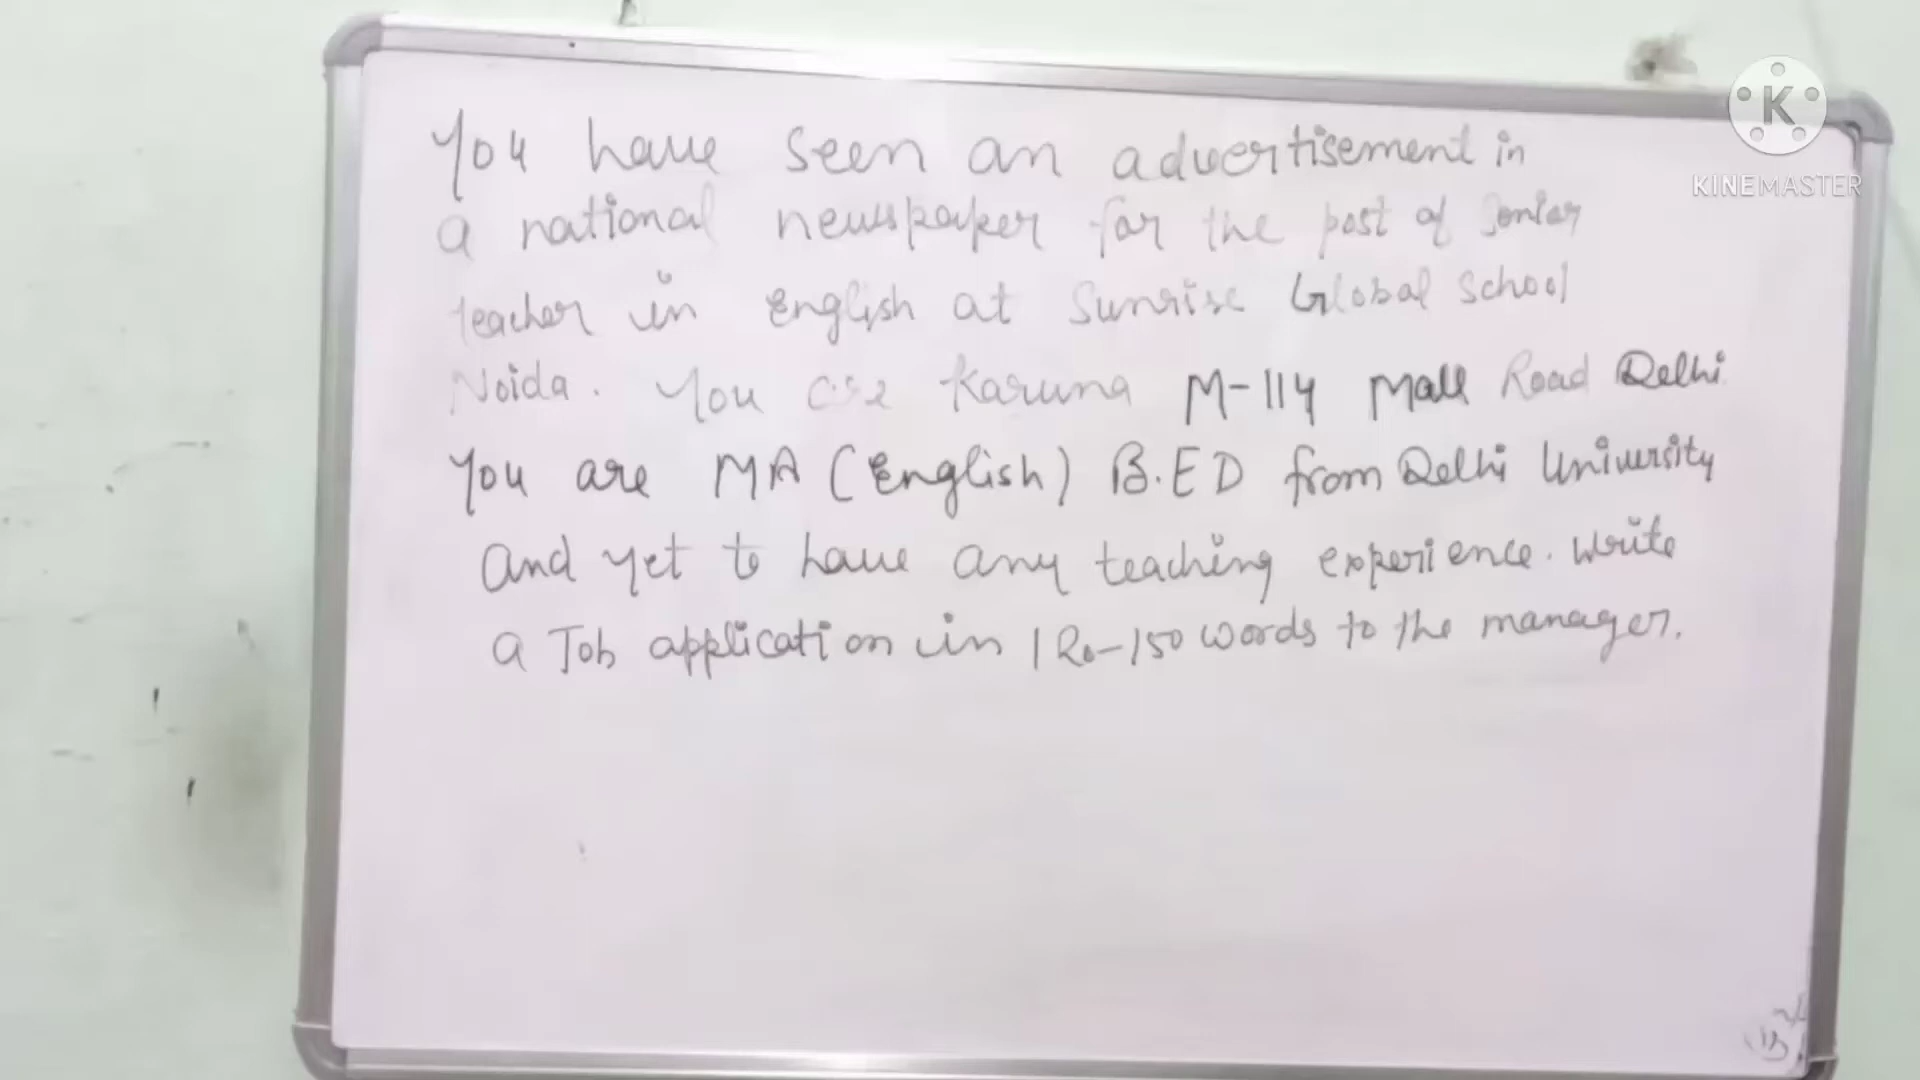 You have seen an advertisement in
a national newspaper for the post of Senior
teacher in English at Sunrise Global School
Noida. You are Karuna M-114 Mall Road Delhi
You are MA (English) B.ED from Delhi University
and yet to have any teaching experience. Write
a Job application in 120-150 words to the manager.
K
KINEMASTER